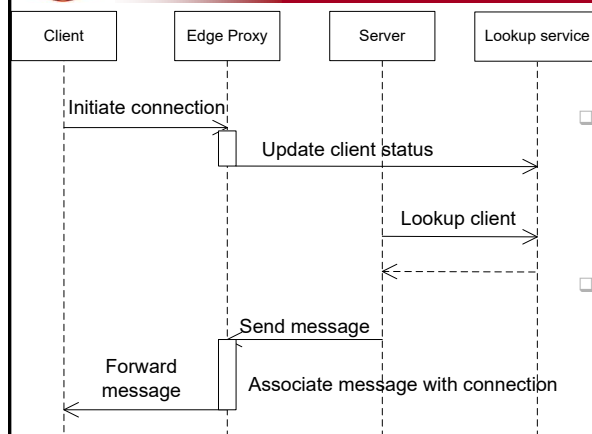 Client
Edge Proxy
Server
Lookup service
Initiate connection
Update client status
Lookup client
Send message
Forward
message
Associate message with connection